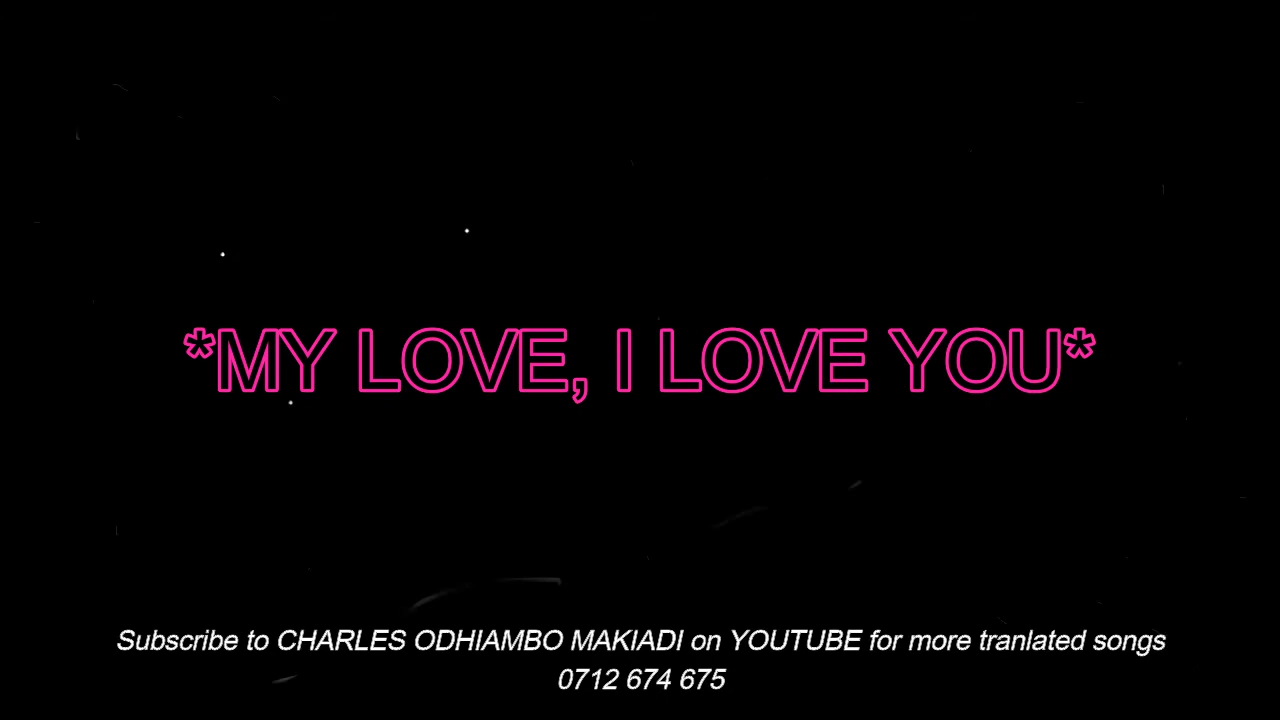 *MY LOVE, I LOVE YOU*
Subscribe to CHARLES ODHIAMBO MAKIADI on YOUTUBE for more tranlated songs
0712 674 675